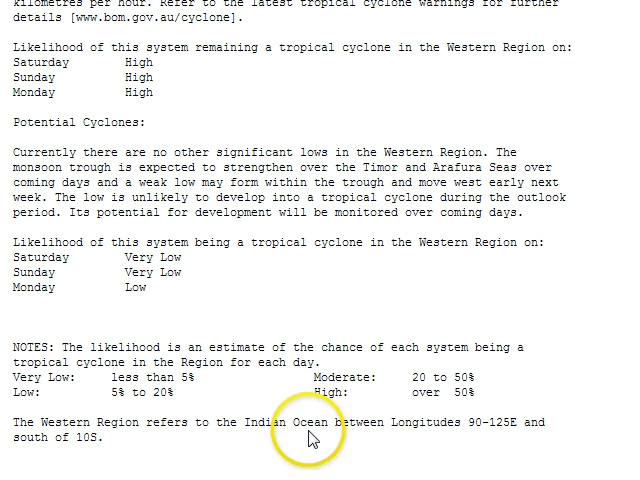 kilometres per hour. Refer to the latest tropical cyclone warnings for further
details [www.bom.gov.au/cyclone].
Likelihood of this system remaining a tropical cyclone in the Western Region on:
Saturday High
Sunday High
Monday High
Potential Cyclones:
Currently there are no other significant lows in the Western Region. The
monsoon trough is expected to strengthen over the Timor and Arafura Seas over
coming days and a weak low may form within the trough and move west early next
week. The low is unlikely to develop into a tropical cyclone during the outlook
period. Its potential for development will be monitored over coming days.
Likelihood of this system being a tropical cyclone in the Western Region on:
Saturday Very Low
Sunday Very Low
Monday Low
NOTES: The likelihood is an estimate of the chance of each system being a
tropical cyclone in the Region for each day.
Very Low: less than 5% Moderate: 20 to 50%
Low: 5% to 20% High: over 50%
The Western Region refers to the Indian Ocean between Longitudes 90-125E and
south of 10S.